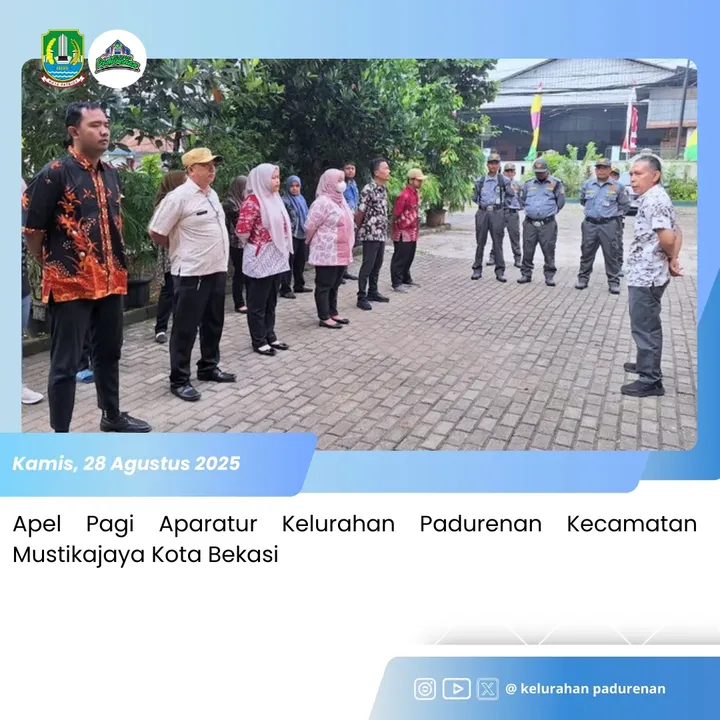 Kamis, 28 Agustus 2025
Apel Pagi Aparatur Kelurahan Padurenan Kecamatan
Mustikajaya Kota Bekasi
@ kelurahan padurenan